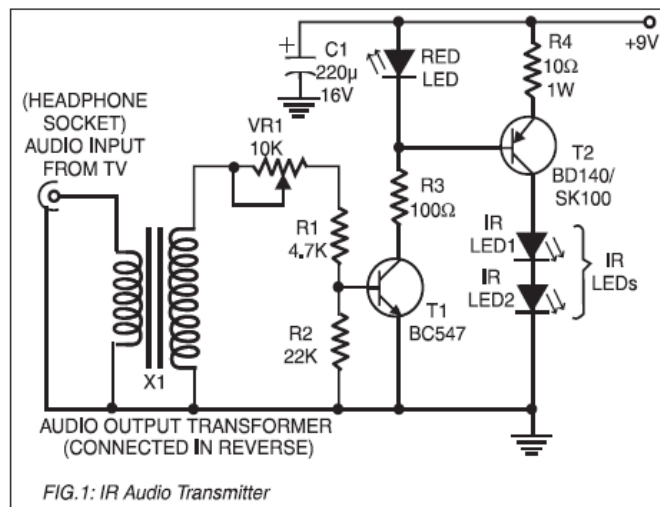 +
C1
220µ
16V
RED
LED
R4
10Ω
1W
+9V
(HEADPHONE
SOCKET)
AUDIO INPUT
FROM TV
VR1
10K
T2
BD140/
SK100
R3
100Ω
R1
4.7K
IR
LED1
IR
LED2
IR
LEDs
T1
BC547
R2
22K
X1
AUDIO OUTPUT TRANSFORMER
(CONNECTED IN REVERSE)
FIG.1: IR Audio Transmitter